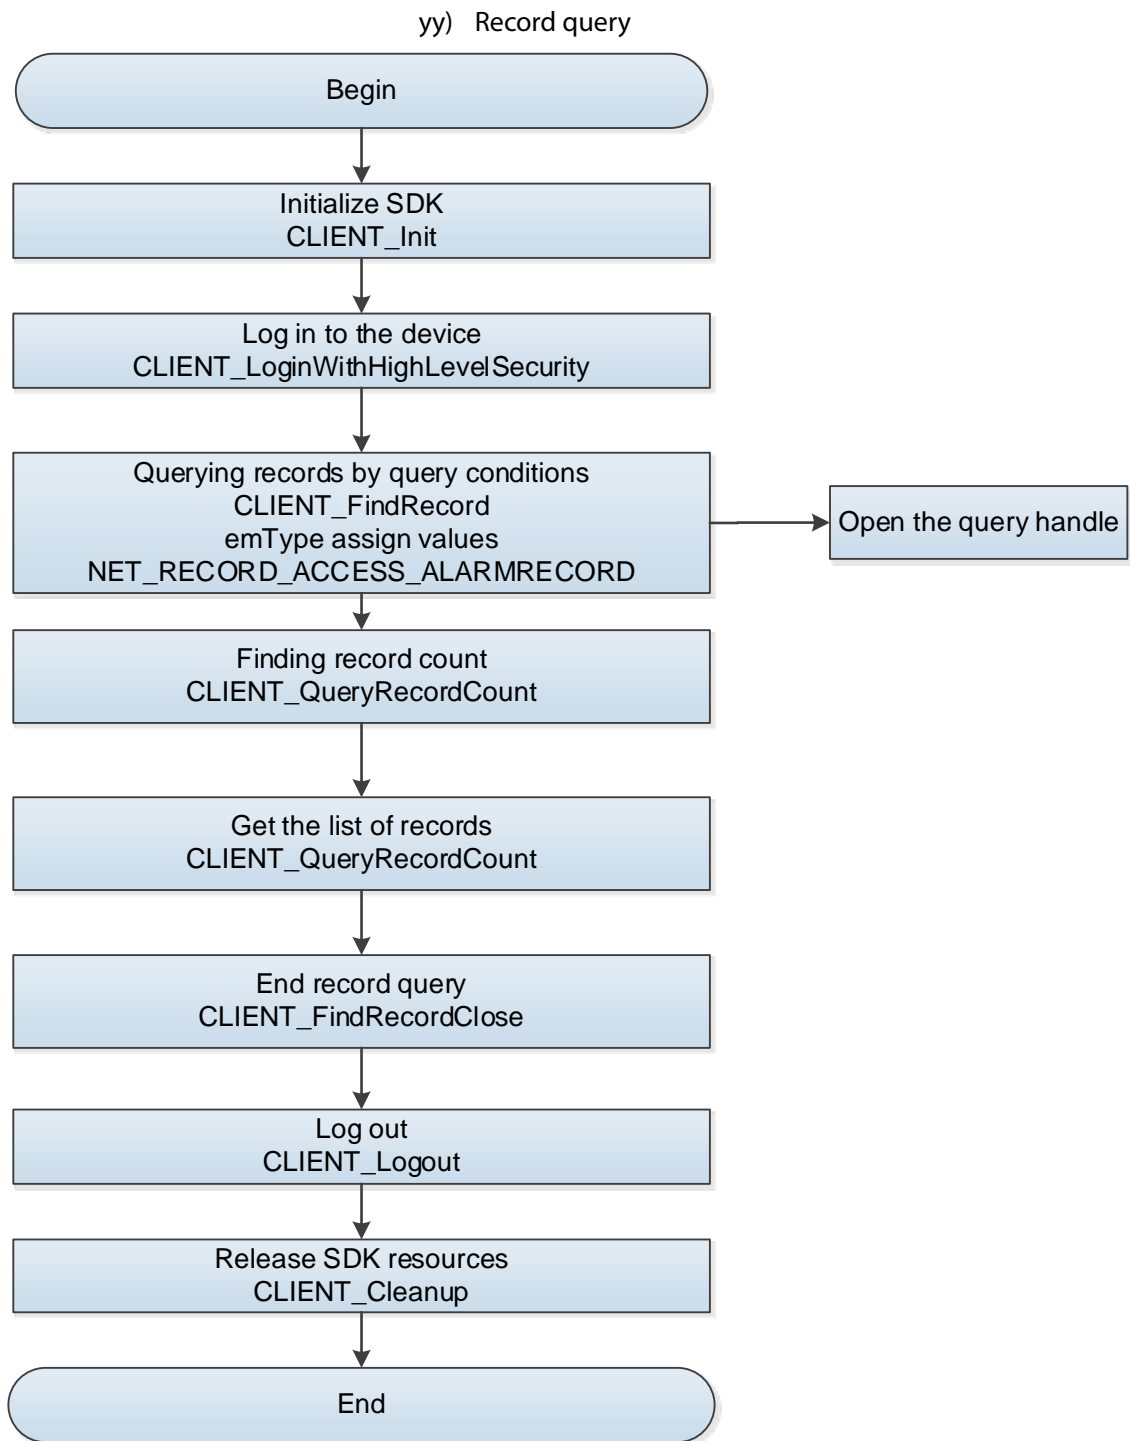 yy) Record query
Begin
Initialize SDK
CLIENT_Init
Log in to the device
CLIENT_LoginWithHighLevelSecurity
Querying records by query conditions
CLIENT_FindRecord
emType assign values
NET_RECORD_ACCESS_ALARMRECORD
Open the query handle
Finding record count
CLIENT_QueryRecordCount
Get the list of records
CLIENT_QueryRecordCount
End record query
CLIENT_FindRecordClose
Log out
CLIENT_Logout
Release SDK resources
CLIENT_Cleanup
End